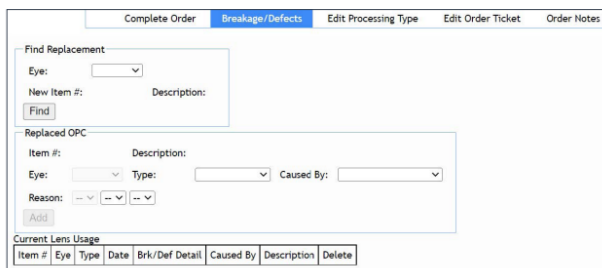 Complete Order Breakage/Defects Edit Processing Type Edit Order Ticket Order Notes
Find Replacement
Eye:
New Item #: Description:
Find
Replaced OPC
Item #: Description:
Eye: Type: Caused By:
Reason: -- -- --
Add
Current Lens Usage
Item # Eye Type Date Brk/Def Detail Caused By Description Delete